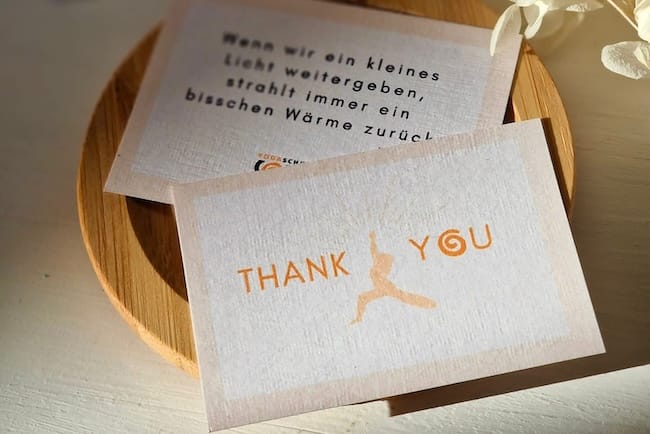 Wenn wir ein kleines
Licht weitergeben,
strahlt immer ein
bisschen Wärme zurück
THANK YOU